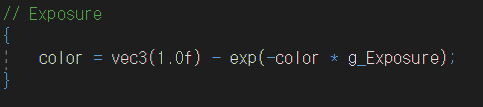 // Exposure
{
color = vec3(1.0f) - exp(-color * g_Exposure);
}